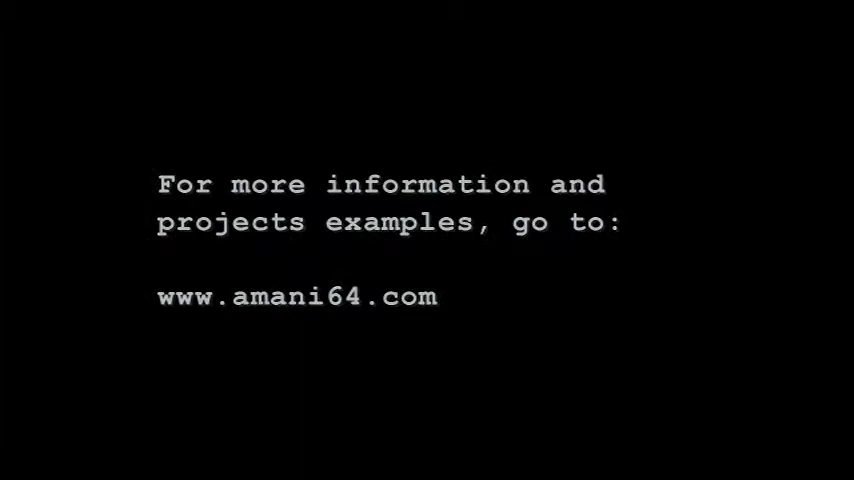 For more information and
projects examples, go to:
www.amani64.com